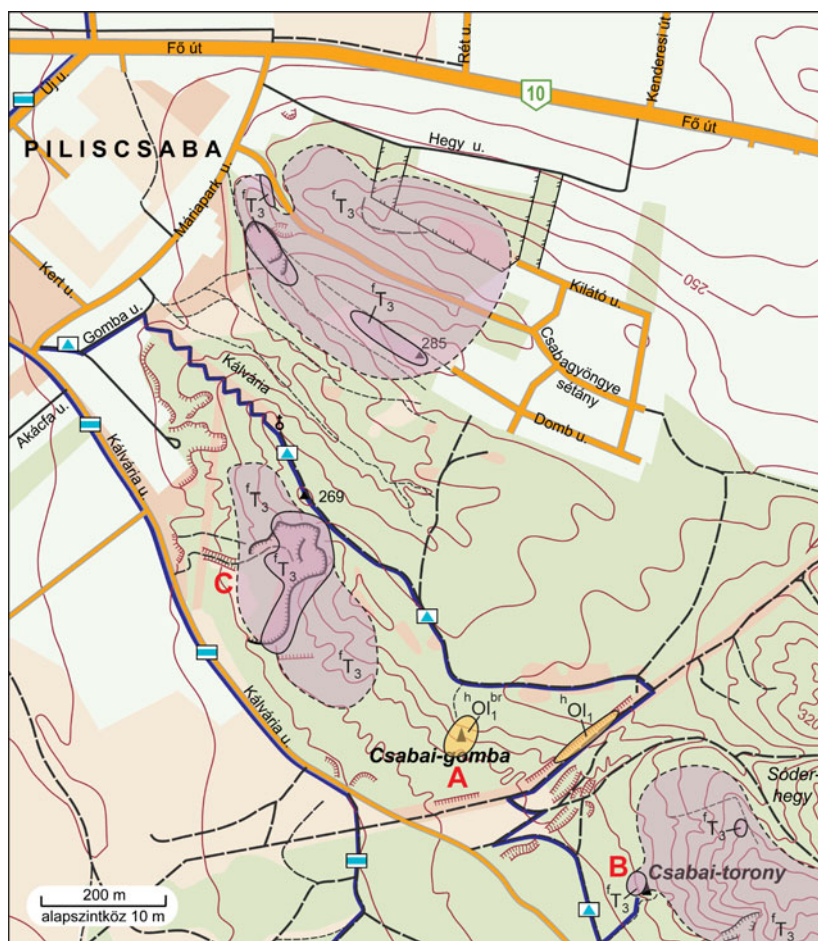 Fő út
Új u.
Rét u.
Kenderesi út
10
Fő út
PILISCSABA
Máriapark u.
Hegy u.
fT3
fT3
Kert u.
250
Kilátó u.
fT3
285
Csabagyöngye
sétány
Gomba u.
Kálvária
Domb u.
Akácfa u.
Kálvária u.
269
fT3
fT3
C
fT3
hOl1br
hOl1
Csabai-gomba
A
320
Kálvária u.
Sóder-
hegy
fT3
B
Csabai-torony
fT3
fT3
200 m
alapszintköz 10 m